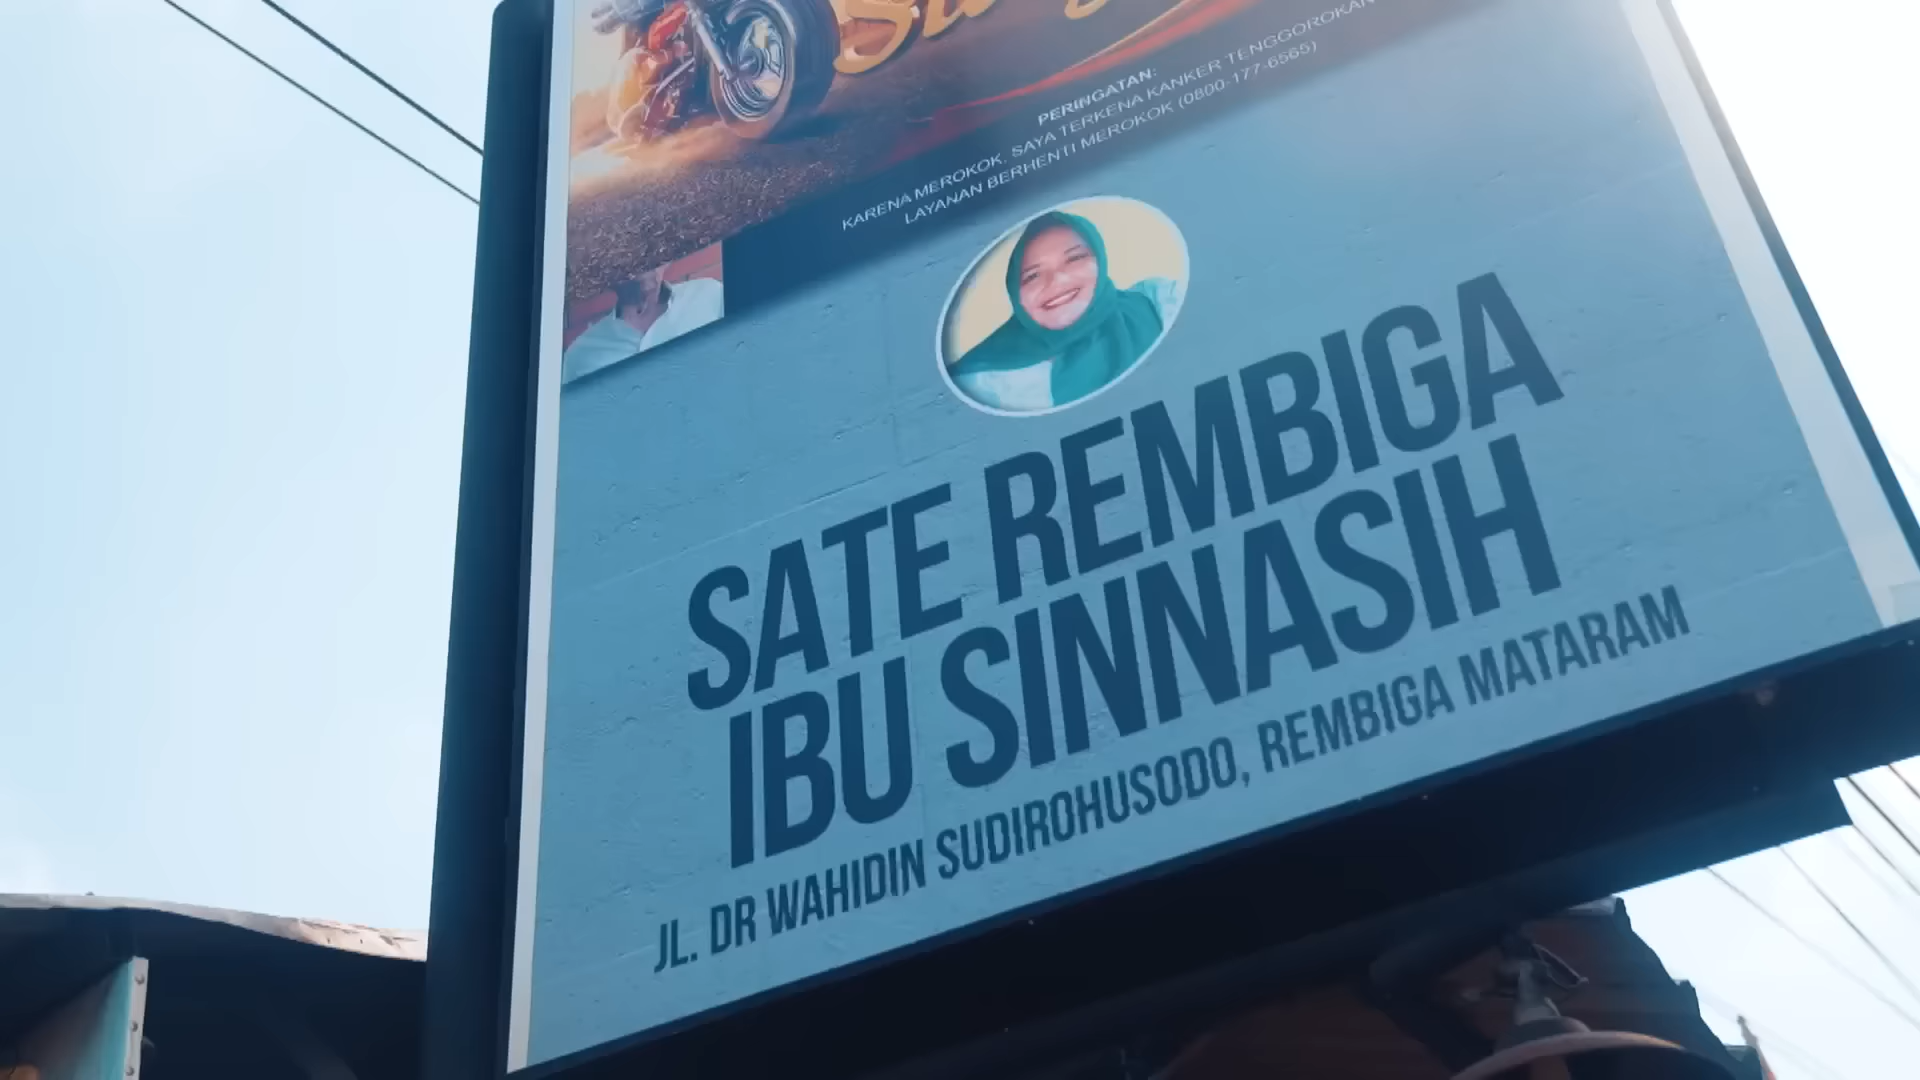 PERINGATAN:
KARENA MEROKOK, SAYA TERKENA KANKER TENGGOROKAN
LAYANAN BERHENTI MEROKOK (0800-177-6565)
SATE REMBIGA
IBU SINNASIH
JL. DR WAHIDIN SUDIROHUSODO, REMBIGA MATARAM